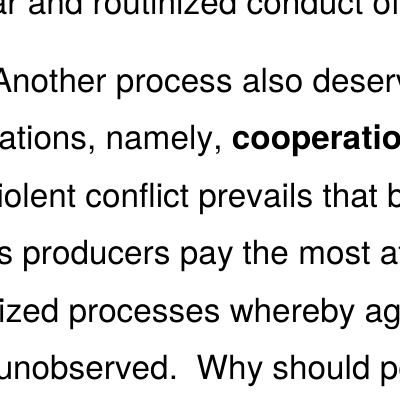 ar and routinized conduct of
Another process also deserv
ations, namely, cooperatio
iolent conflict prevails that b
s producers pay the most at
ized processes whereby ag
unobserved.  Why should p